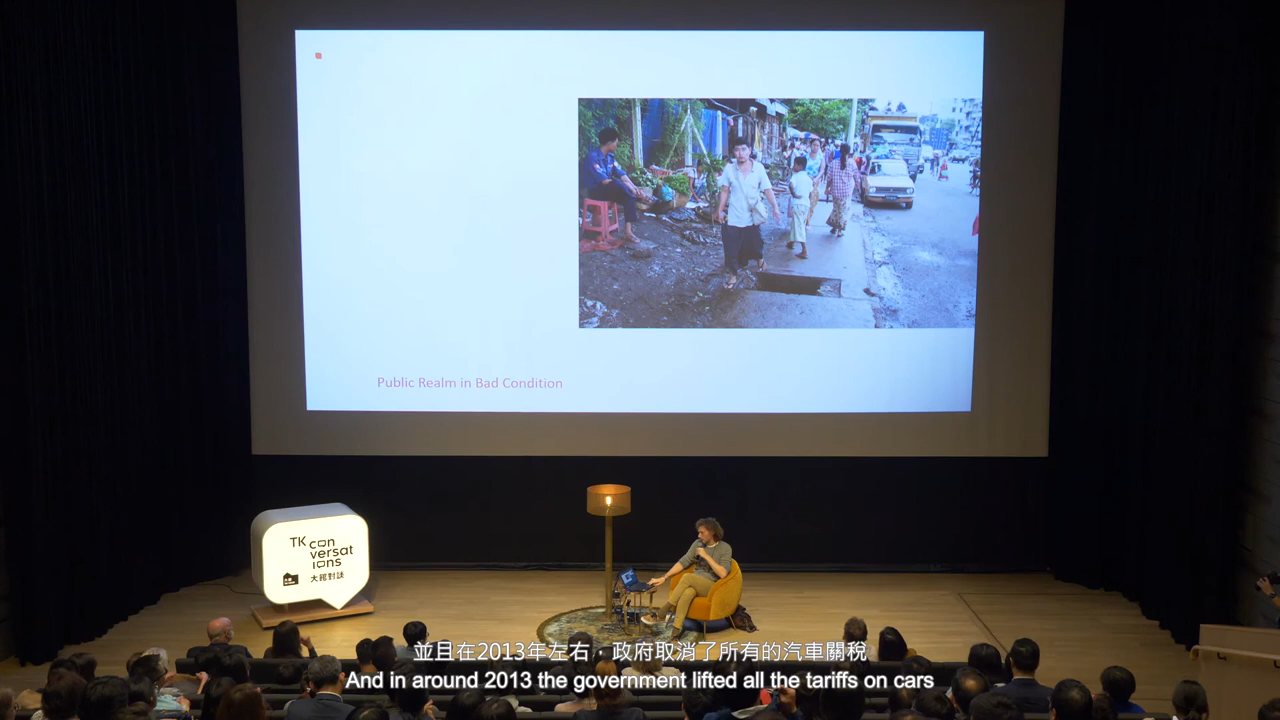 Public Realm in Bad Condition
TK con
versat
ions
大館對談
並且在2013年左右，政府取消了所有的汽車關稅
And in around 2013 the government lifted all the tariffs on cars